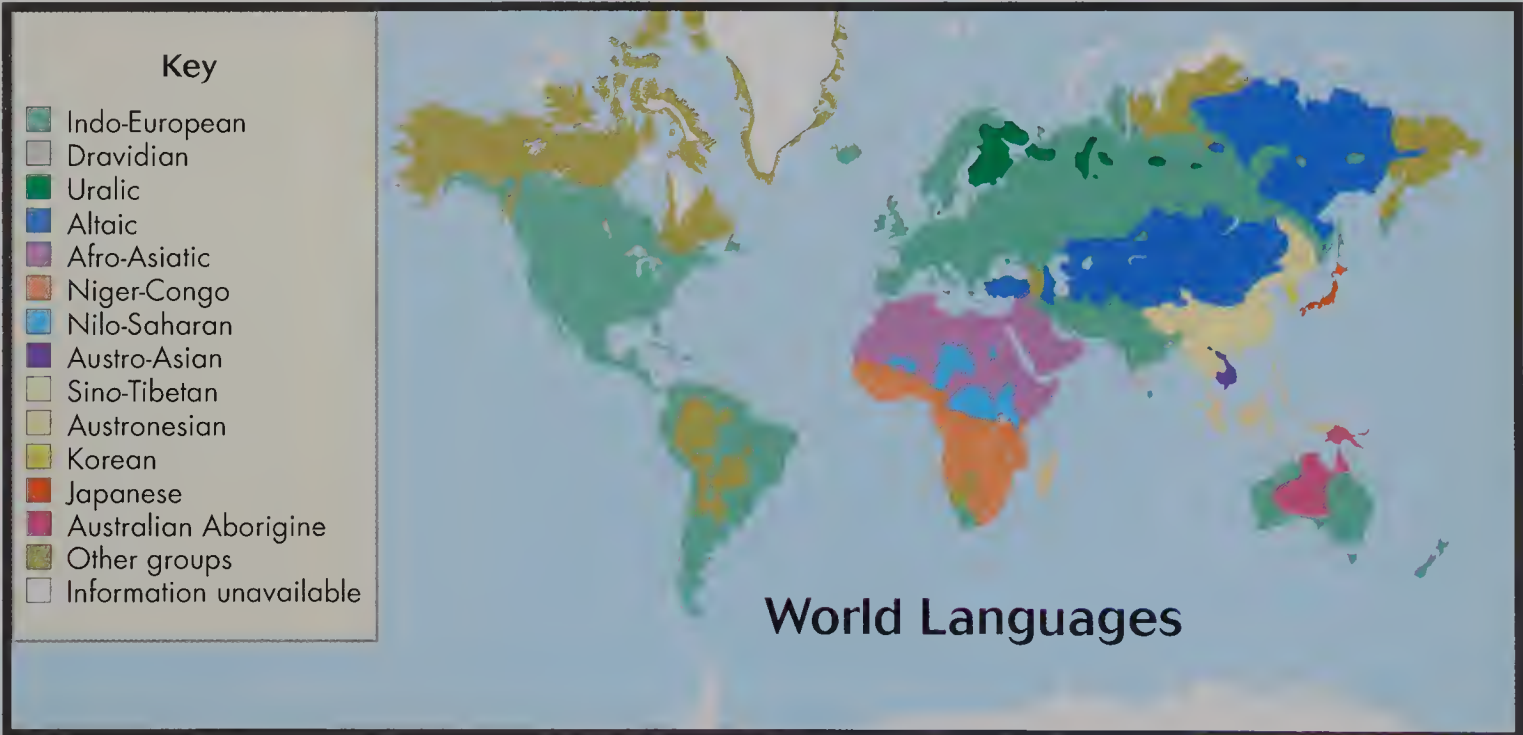 Key
Indo-European
Dravidian
Uralic
Altaic
Afro-Asiatic
Niger-Congo
Nilo-Saharan
Austro-Asian
Sino-Tibetan
Austronesian
Korean
Japanese
Australian Aborigine
Other groups
Information unavailable
World Languages